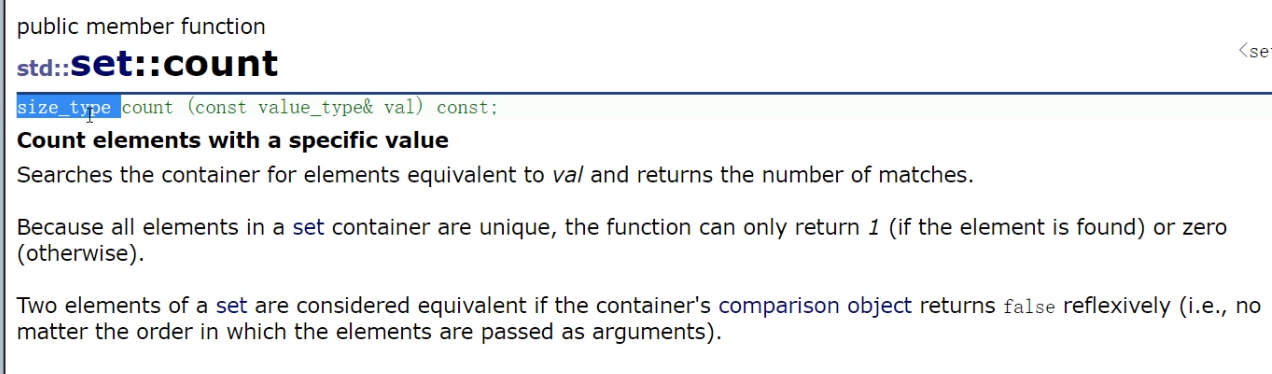 public member function
std::set::count
<set
size_type count (const value_type& val) const;
Count elements with a specific value
Searches the container for elements equivalent to val and returns the number of matches.
Because all elements in a set container are unique, the function can only return 1 (if the element is found) or zero
(otherwise).
Two elements of a set are considered equivalent if the container's comparison object returns false reflexively (i.e., no
matter the order in which the elements are passed as arguments).